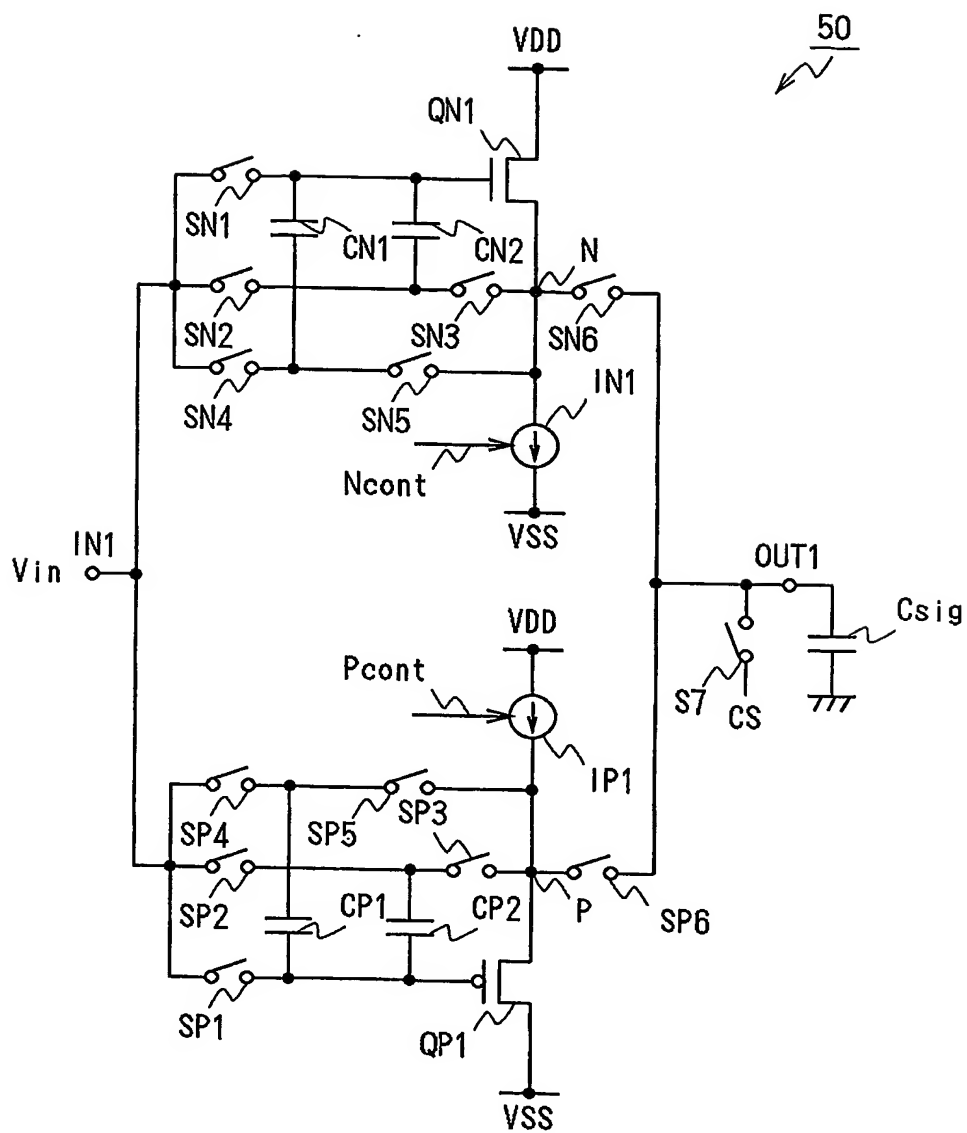 50
VDD
QN1
SN1
CN1
CN2
N
SN2
SN3
SN6
SN4
SN5
IN1
Ncont
VSS
IN1
Vin
OUT1
Csig
VDD
Pcont
S7
CS
IP1
SP4
SP5
SP3
SP2
CP1
CP2
P
SP6
SP1
QP1
VSS